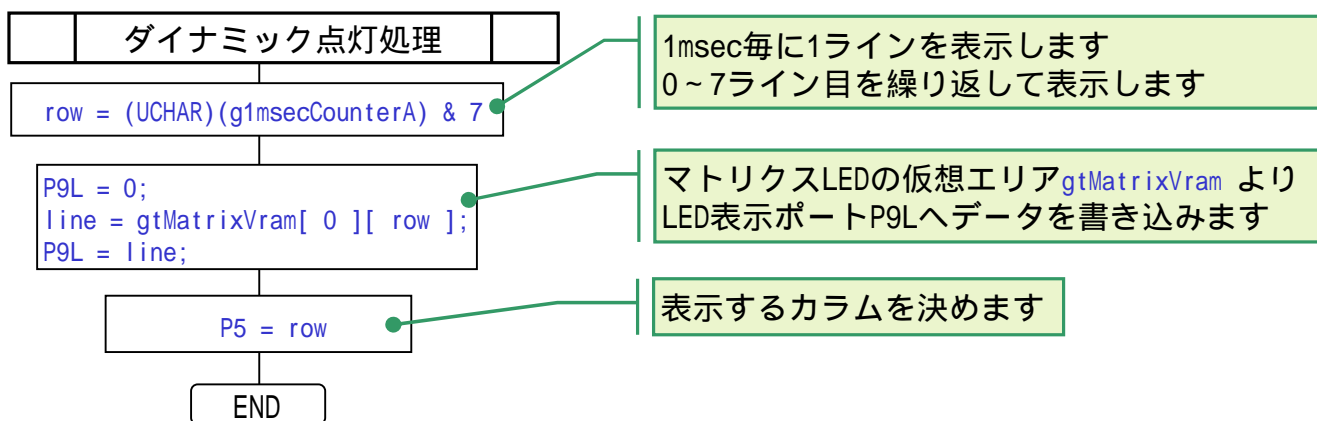 ダイナミック点灯処理
1msec毎に1ラインを表示します
0~7ライン目を繰り返して表示します
row = (UCHAR)(g1msecCounterA) & 7
マトリクスLEDの仮想エリアgtMatrixVram より
LED表示ポートP9Lへデータを書き込みます
P9L = 0;
line = gtMatrixVram[ 0 ][ row ];
P9L = line;
表示するカラムを決めます
P5 = row
END